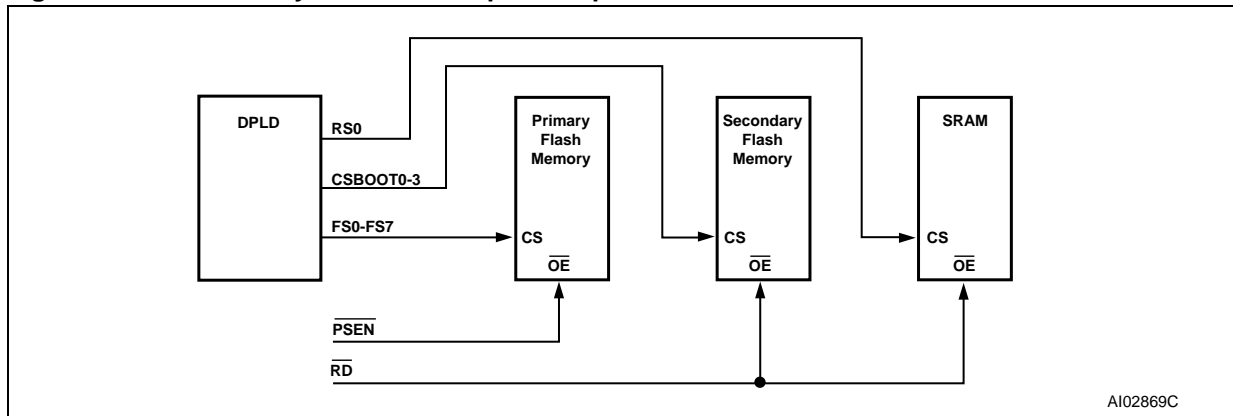 DPLD
RS0
CSBOOT0-3
FS0-FS7
Primary
Flash
Memory
CS
OE
Secondary
Flash
Memory
CS
OE
SRAM
CS
OE
PSEN
RD
AI02869C